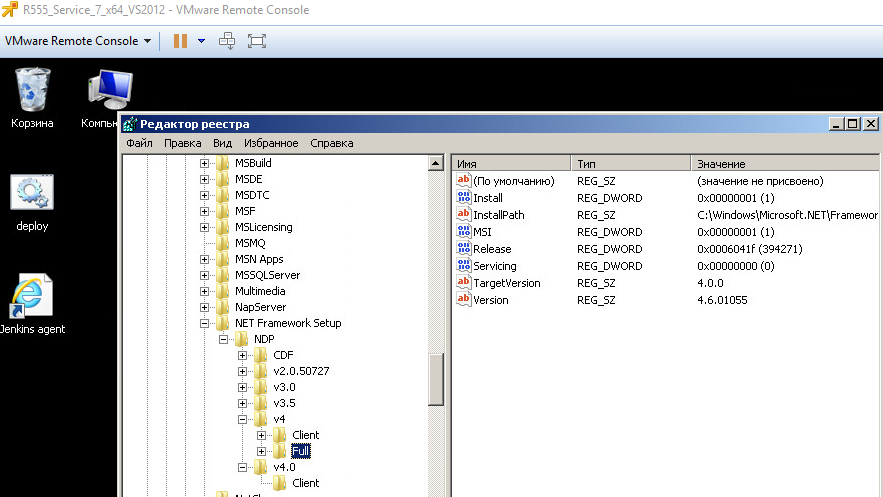 R555_Service_7_x64_VS2012 - VMware Remote Console
VMware Remote Console
Корзина
deploy
Jenkins agent
Редактор реестра
Файл Правка Вид Избранное Справка
MSBuild
MSDE
MSDTC
MSF
MSLicensing
MSMQ
MSN Apps
MSSQLServer
Multimedia
NapServer
NET Framework Setup
NDP
CDF
v2.0.50727
v3.0
v3.5
v4
Client
Full
v4.0
Client
Имя Тип Значение
(По умолчанию) REG_SZ (значение не присвоено)
Install REG_DWORD 0x00000001 (1)
InstallPath REG_SZ C:\Windows\Microsoft.NET\Framewor
MSI REG_DWORD 0x00000001 (1)
Release REG_DWORD 0x0006041f (394271)
Servicing REG_DWORD 0x00000000 (0)
TargetVersion REG_SZ 4.0.0
Version REG_SZ 4.6.01055